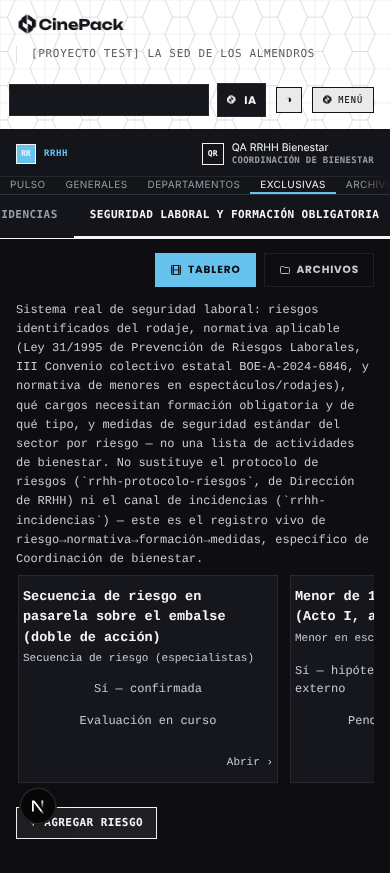 CinePack
[PROYECTO TEST] LA SED DE LOS ALMENDROS
IA
MENÚ
RR RRHH
QR QA RRHH Bienestar
COORDINACIÓN DE BIENESTAR
PULSO GENERALES DEPARTAMENTOS EXCLUSIVAS ARCHIV
IDENCIAS SEGURIDAD LABORAL Y FORMACIÓN OBLIGATORIA
TABLERO ARCHIVOS
Sistema real de seguridad laboral: riesgos
identificados del rodaje, normativa aplicable
(Ley 31/1995 de Prevención de Riesgos Laborales,
III Convenio colectivo estatal BOE-A-2024-6846, y
normativa de menores en espectáculos/rodajes),
qué cargos necesitan formación obligatoria y de
qué tipo, y medidas de seguridad estándar del
sector por riesgo — no una lista de actividades
de bienestar. No sustituye el protocolo de
riesgos (`rrhh-protocolo-riesgos`, de Dirección
de RRHH) ni el canal de incidencias (`rrhh-
incidencias`) — este es el registro vivo de
riesgo→normativa→formación→medidas, específico de
Coordinación de bienestar.
Secuencia de riesgo en
pasarela sobre el embalse
(doble de acción)
Secuencia de riesgo (especialistas)
Sí — confirmada
Evaluación en curso
Abrir ›
Menor de 1
(Acto I, a
Menor en esc
Sí — hipóte
externo
Pend
N
AGREGAR RIESGO